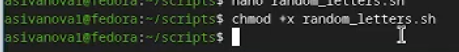 asivanova1@fedora:~/scripts$ nano random_letters.sh
asivanova1@fedora:~/scripts$ chmod +x random_letters.sh
asivanova1@fedora:~/scripts$